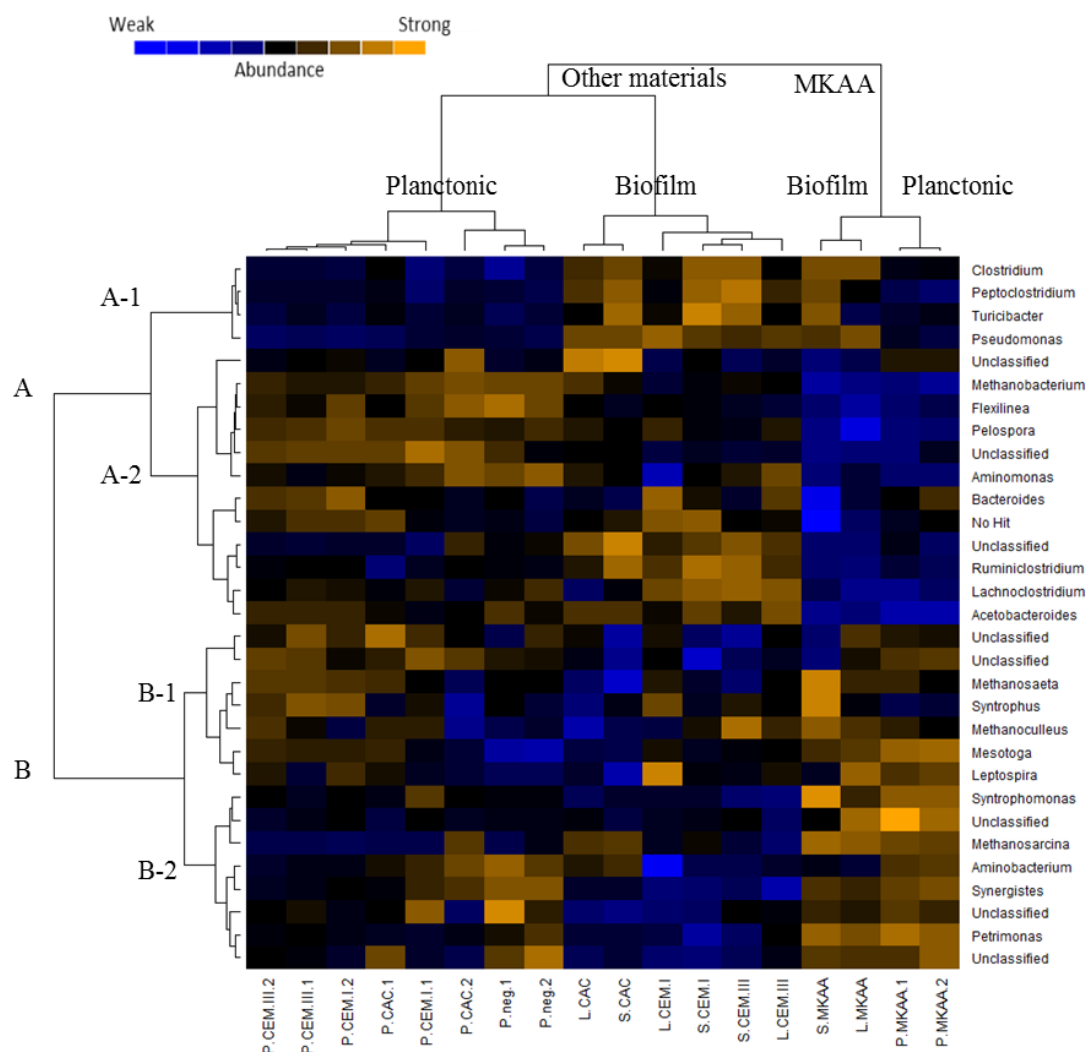 Weak Strong
Abundance
Other materials MKAA
Planctonic Biofilm Biofilm Planctonic
A-1
A
A-2
B-1
B
B-2
Clostridium
Peptoclostridium
Turicibacter
Pseudomonas
Unclassified
Methanobacterium
Flexilinea
Pelospora
Unclassified
Aminomonas
Bacteroides
No Hit
Unclassified
Ruminiclostridium
Lachnoclostridium
Acetobacteroides
Unclassified
Unclassified
Methanosaeta
Syntrophus
Methanoculleus
Mesotoga
Leptospira
Syntrophomonas
Unclassified
Methanosarcina
Aminobacterium
Synergistes
Unclassified
Petrimonas
Unclassified
P.CEM.III.2
P.CEM.III.1
P.CEM.I.2
P.CAC.1
P.CEM.I.1
P.CAC.2
P.neg.1
P.neg.2
L.CAC
S.CAC
L.CEM.I
S.CEM.I
S.CEM.III
L.CEM.III
S.MKAA
L.MKAA
P.MKAA.1
P.MKAA.2